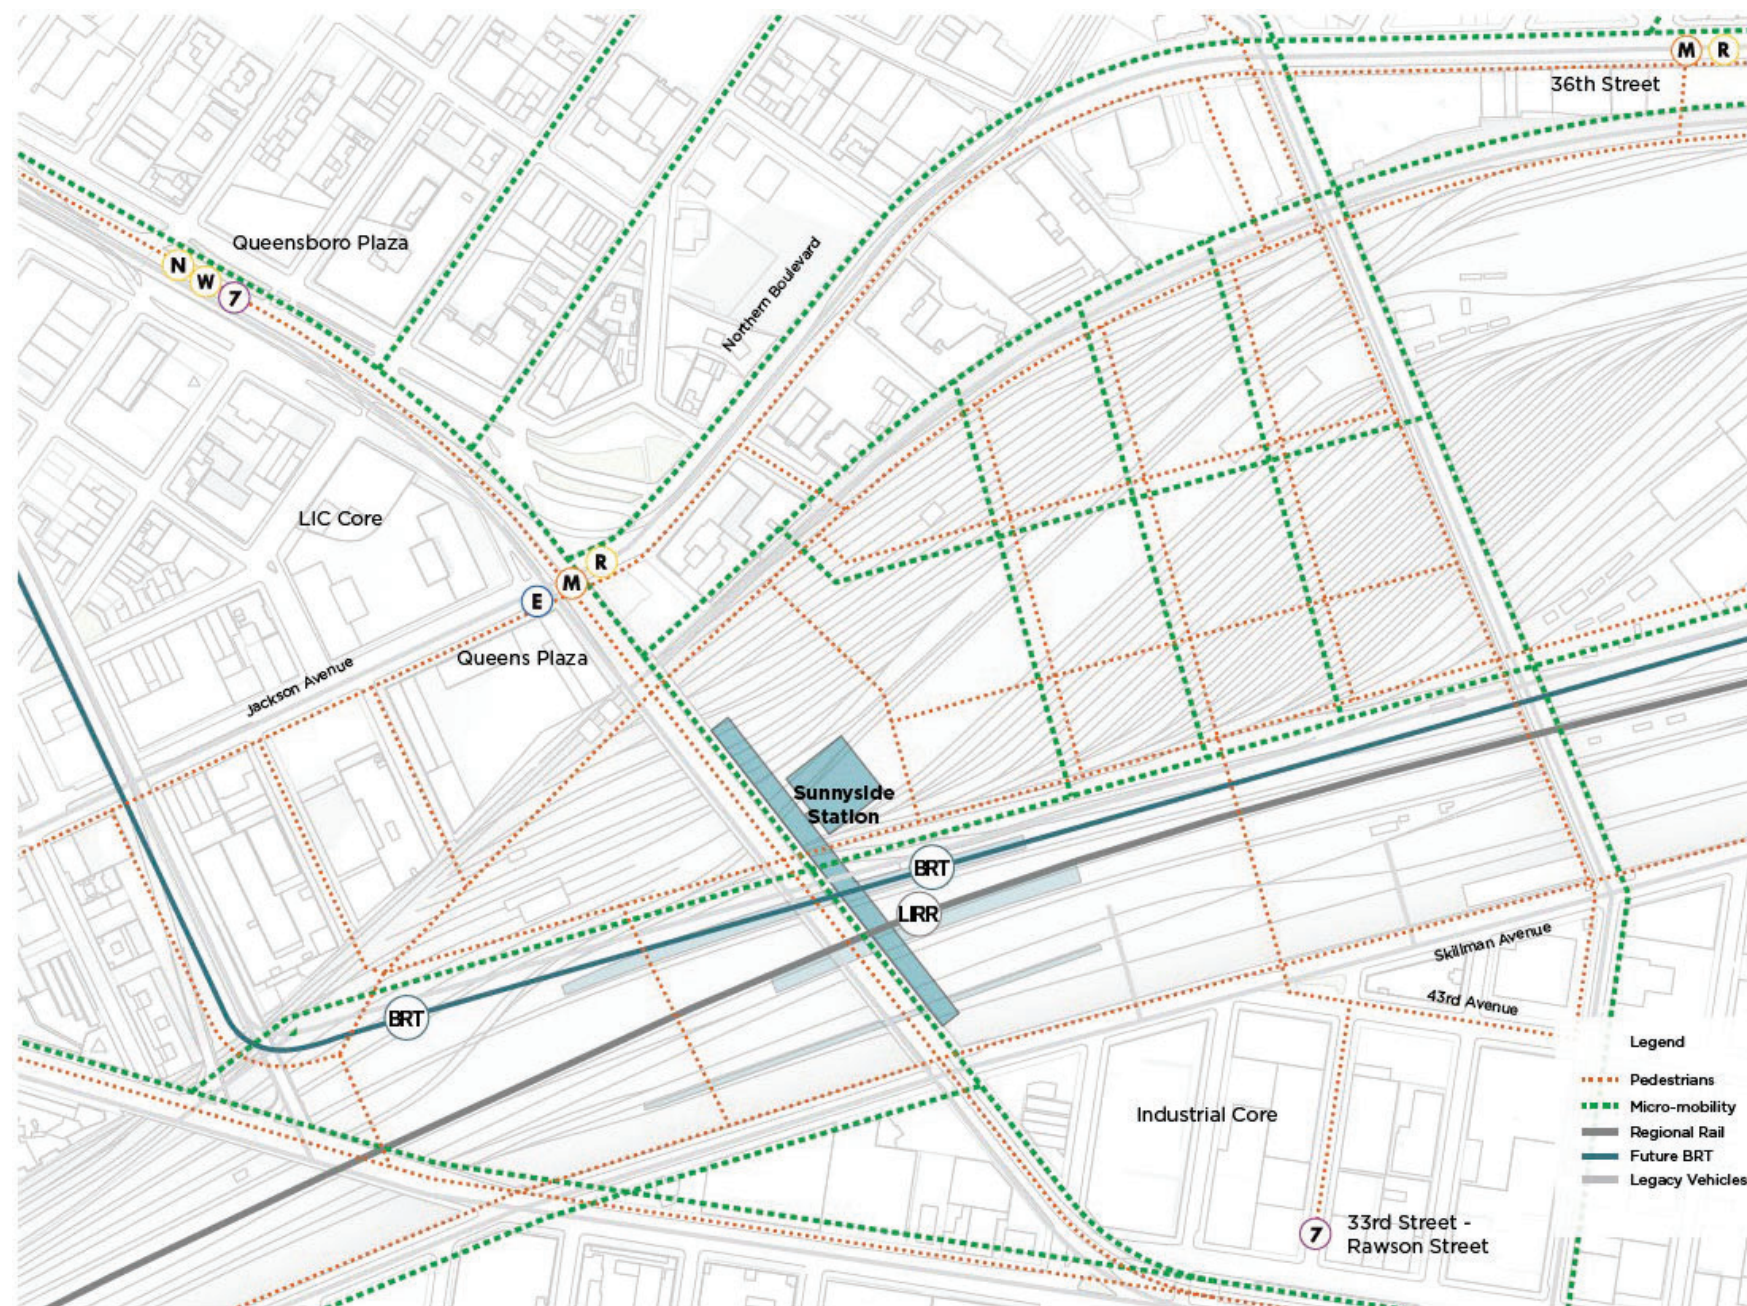 M R
36th Street
Queensboro Plaza
N W 7
Northern Boulevard
LIC Core
R
M
E
Queens Plaza
Jackson Avenue
Sunnyside
Station
BRT
LIRR
BRT
Skillman Avenue
43rd Avenue
Industrial Core
7
33rd Street -
Rawson Street
Legend
Pedestrians
Micro-mobility
Regional Rail
Future BRT
Legacy Vehicles